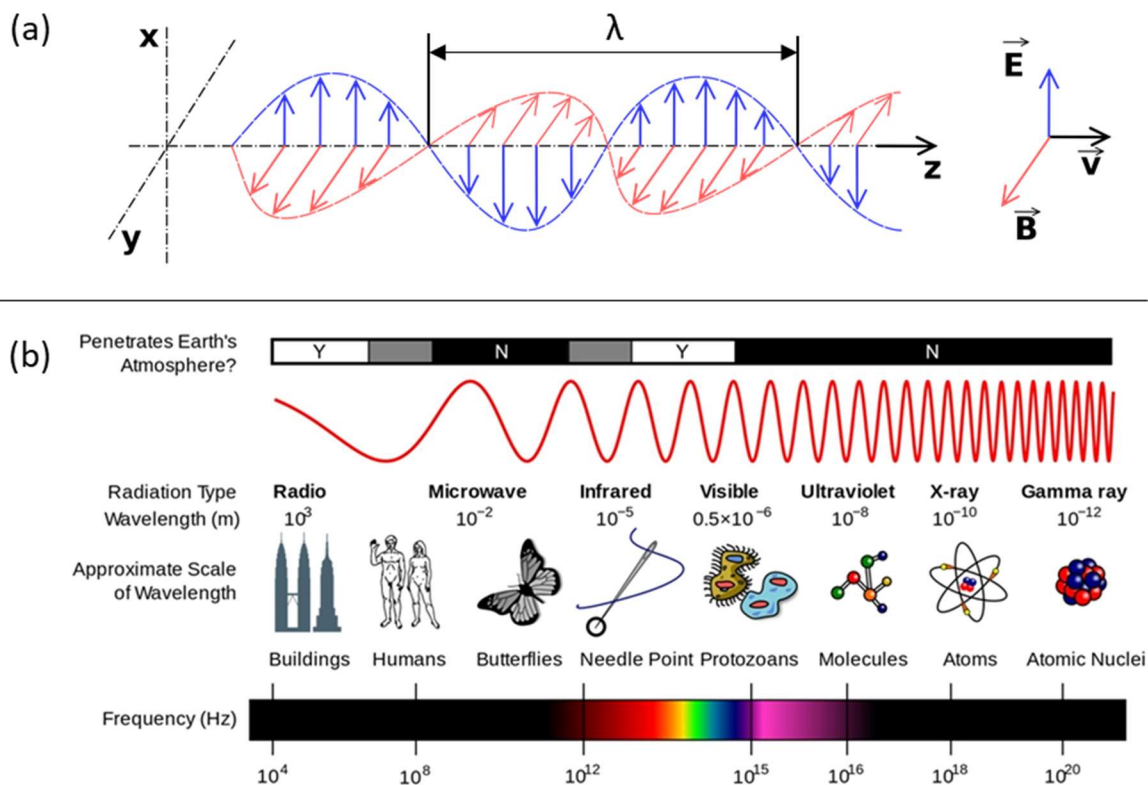 (a)
x
y
λ
z
E
v
B
(b)
Penetrates Earth's
Atmosphere?
Y N Y N
Radiation Type
Radio Microwave Infrared Visible Ultraviolet X-ray Gamma ray
Wavelength (m)
10³ 10⁻² 10⁻⁵ 0.5×10⁻⁶ 10⁻⁸ 10⁻¹⁰ 10⁻¹²
Approximate Scale
of Wavelength
Buildings Humans Butterflies Needle Point Protozoans Molecules Atoms Atomic Nuclei
Frequency (Hz)
10⁴ 10⁸ 10¹² 10¹⁵ 10¹⁶ 10¹⁸ 10²⁰